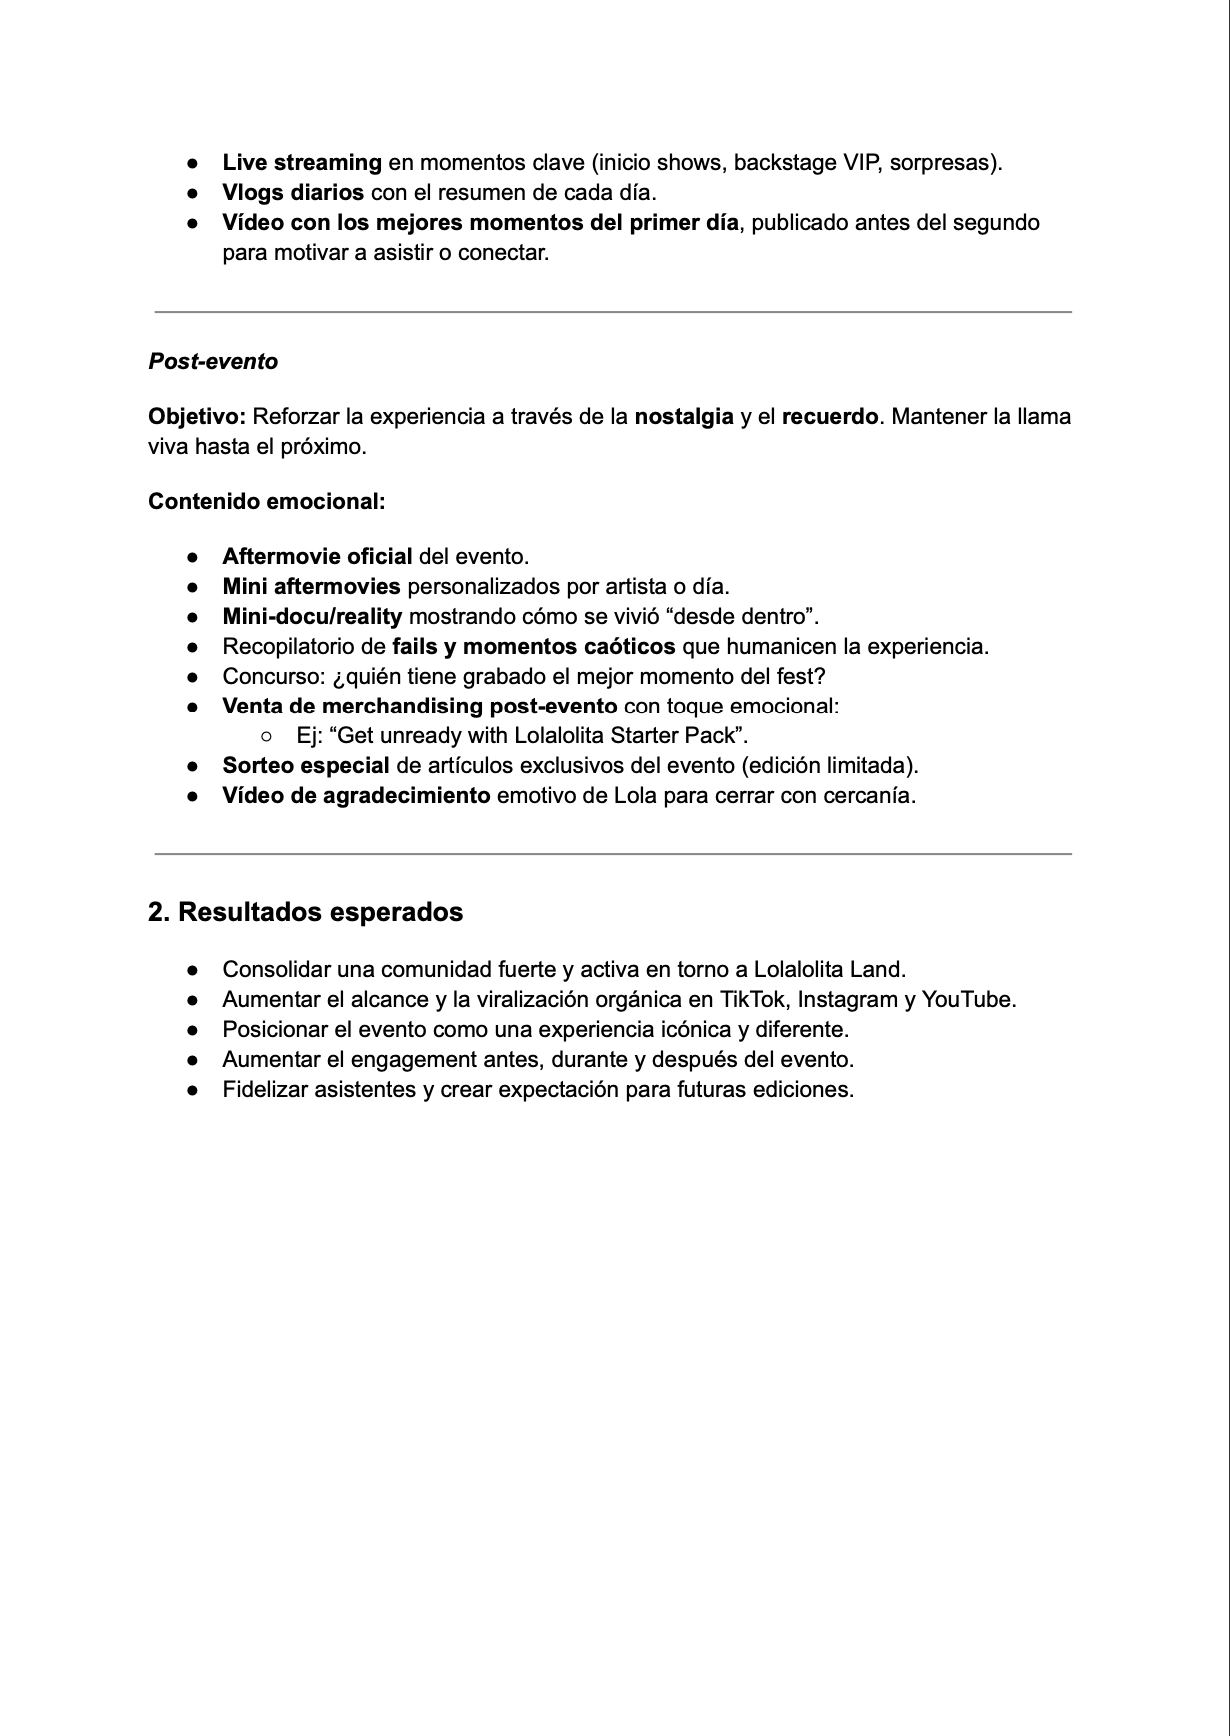 ● Live streaming en momentos clave (inicio shows, backstage VIP, sorpresas).
● Vlogs diarios con el resumen de cada día.
● Vídeo con los mejores momentos del primer día, publicado antes del segundo
para motivar a asistir o conectar.
Post-evento
Objetivo: Reforzar la experiencia a través de la nostalgia y el recuerdo. Mantener la llama
viva hasta el próximo.
Contenido emocional:
● Aftermovie oficial del evento.
● Mini aftermovies personalizados por artista o día.
● Mini-docu/reality mostrando cómo se vivió “desde dentro”.
● Recopilatorio de fails y momentos caóticos que humanicen la experiencia.
● Concurso: ¿quién tiene grabado el mejor momento del fest?
● Venta de merchandising post-evento con toque emocional:
○ Ej: “Get unready with Lolalolita Starter Pack”.
● Sorteo especial de artículos exclusivos del evento (edición limitada).
● Vídeo de agradecimiento emotivo de Lola para cerrar con cercanía.
2. Resultados esperados
● Consolidar una comunidad fuerte y activa en torno a Lolalolita Land.
● Aumentar el alcance y la viralización orgánica en TikTok, Instagram y YouTube.
● Posicionar el evento como una experiencia icónica y diferente.
● Aumentar el engagement antes, durante y después del evento.
● Fidelizar asistentes y crear expectación para futuras ediciones.